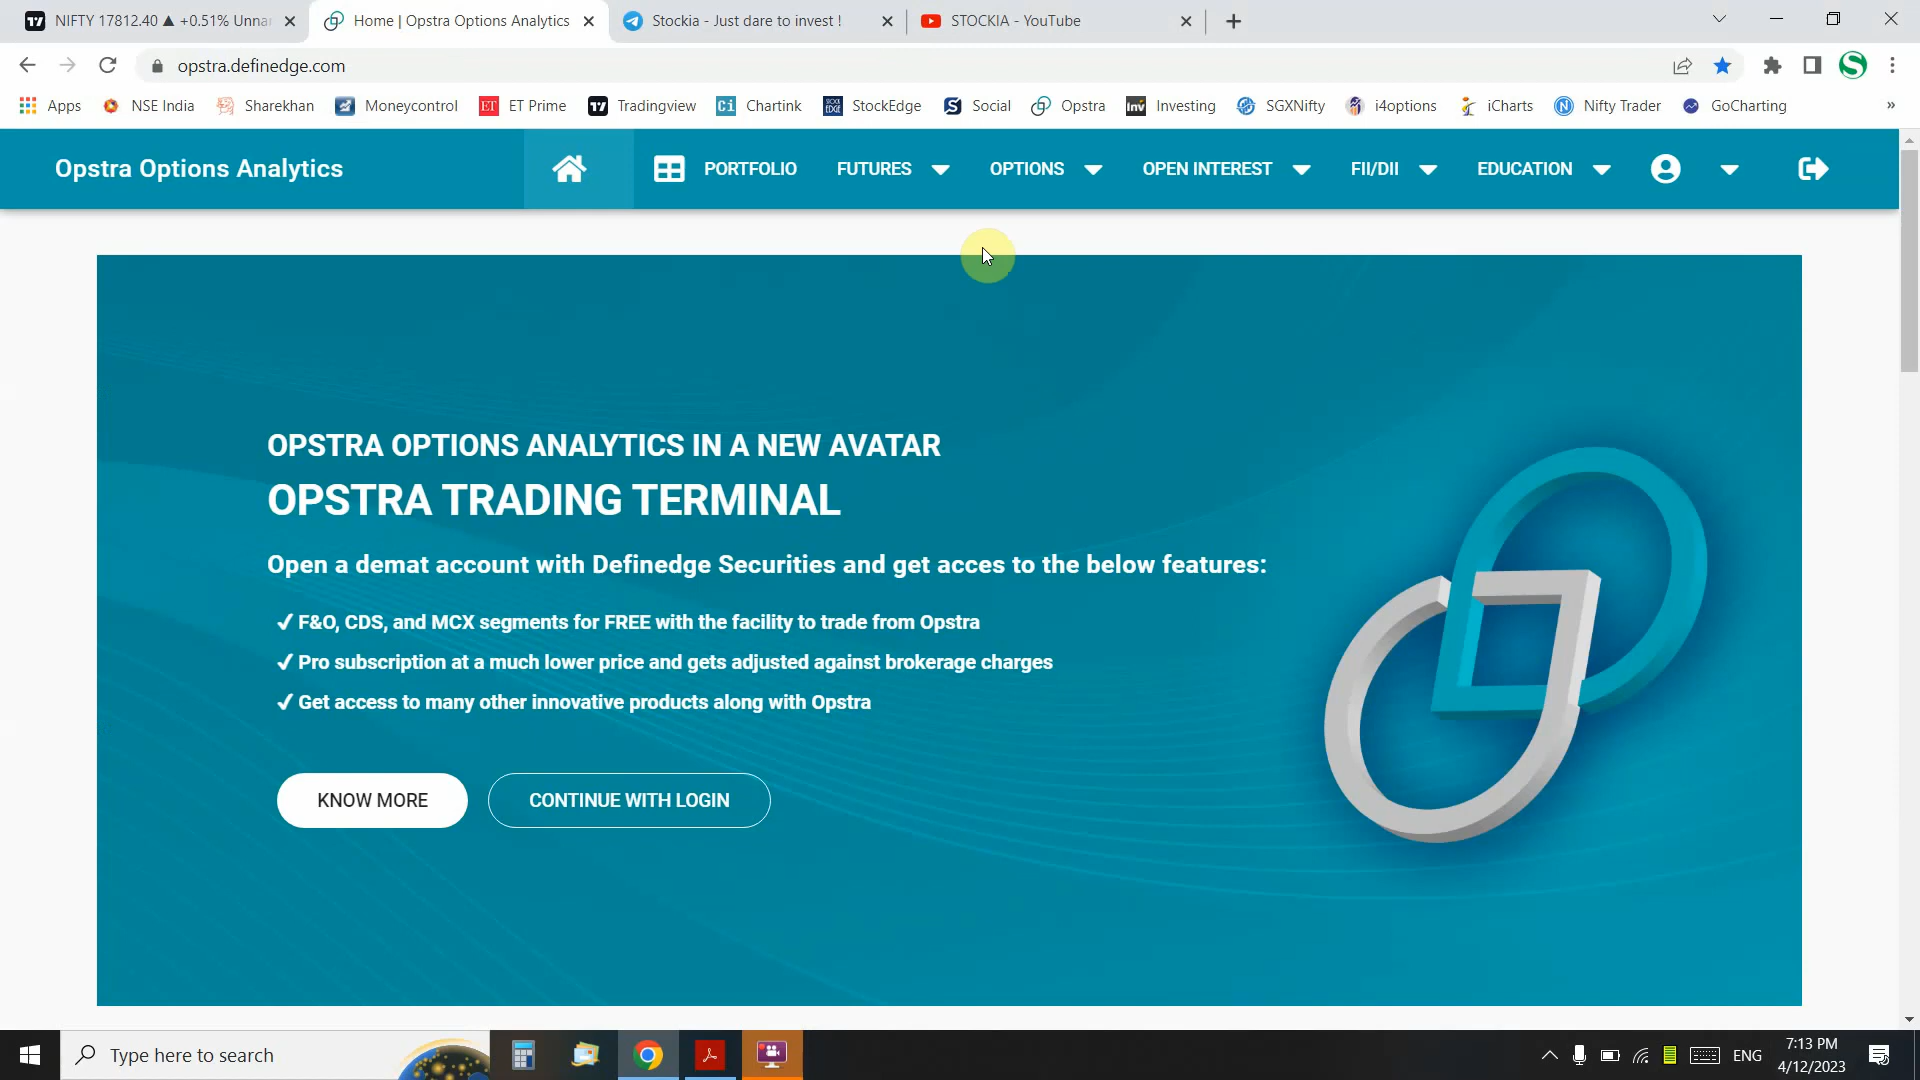 NIFTY 17812.40 ▲ +0.51% Unna
Home | Opstra Options Analytics
Stockia - Just dare to invest !
STOCKIA - YouTube
opstra.definedge.com
Apps
NSE India
Sharekhan
Moneycontrol
ET Prime
Tradingview
Chartink
StockEdge
Social
Opstra
Investing
SGXNifty
i4options
iCharts
Nifty Trader
GoCharting
»
Opstra Options Analytics
PORTFOLIO
FUTURES
OPTIONS
OPEN INTEREST
FII/DII
EDUCATION
OPSTRA OPTIONS ANALYTICS IN A NEW AVATAR
OPSTRA TRADING TERMINAL
Open a demat account with Definedge Securities and get acces to the below features:
✓ F&O, CDS, and MCX segments for FREE with the facility to trade from Opstra
✓ Pro subscription at a much lower price and gets adjusted against brokerage charges
✓ Get access to many other innovative products along with Opstra
KNOW MORE
CONTINUE WITH LOGIN
Type here to search
ENG
7:13 PM
4/12/2023